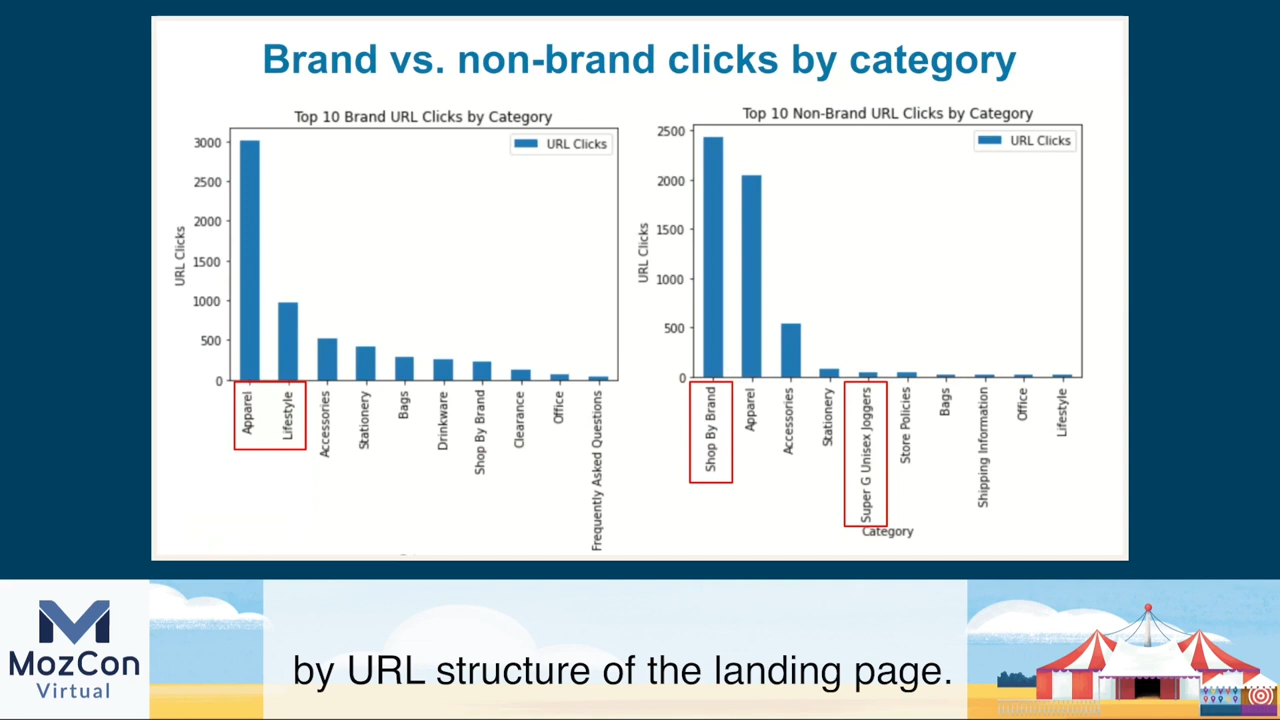 Brand vs. non-brand clicks by category
Top 10 Brand URL Clicks by Category
URL Clicks
3000
2500
2000
1500
1000
500
0
URL Clicks
Apparel
Lifestyle
Accessories
Stationery
Bags
Drinkware
Shop By Brand
Clearance
Office
Frequently Asked Questions
Top 10 Non-Brand URL Clicks by Category
URL Clicks
2500
2000
1500
1000
500
0
URL Clicks
Shop By Brand
Apparel
Accessories
Stationery
Super G Unisex Joggers
Store Policies
Bags
Shipping Information
Office
Lifestyle
Category
MozCon
Virtual
by URL structure of the landing page.